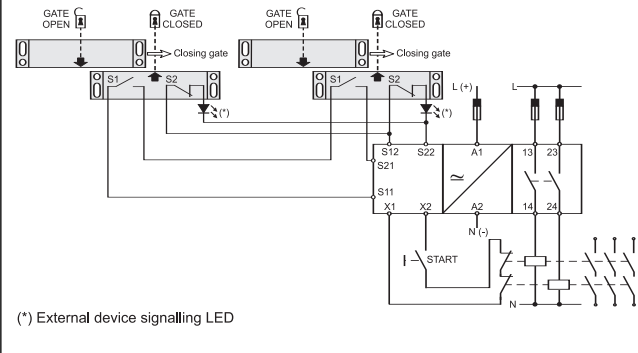 GATE OPEN
GATE CLOSED
GATE OPEN
GATE CLOSED
Closing gate
Closing gate
S1 S2
(*)
S1 S2
(*)
L (+)
L
S12 S22 A1 13 23
S21
S11
X1 X2 A2 14 24
N (-)
START
N
(*) External device signalling LED